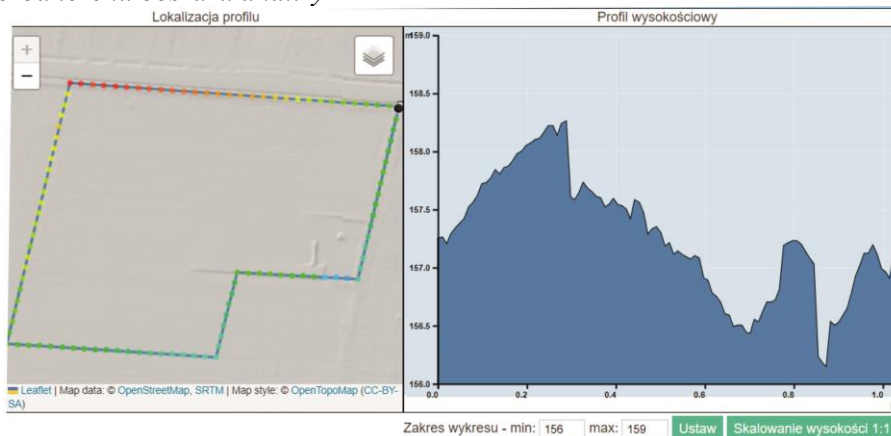 Lokalizacja profilu
Profil wysokościowy
+
−
Leaflet | Map data: © OpenStreetMap, SRTM | Map style: © OpenTopoMap (CC-BY-
SA)
m
159.0
158.5
158.0
157.5
157.0
156.5
156.0
0.0 0.2 0.4 0.6 0.8 1.0
Zakres wykresu - min: 156 max: 159 Ustaw Skalowanie wysokości 1:1